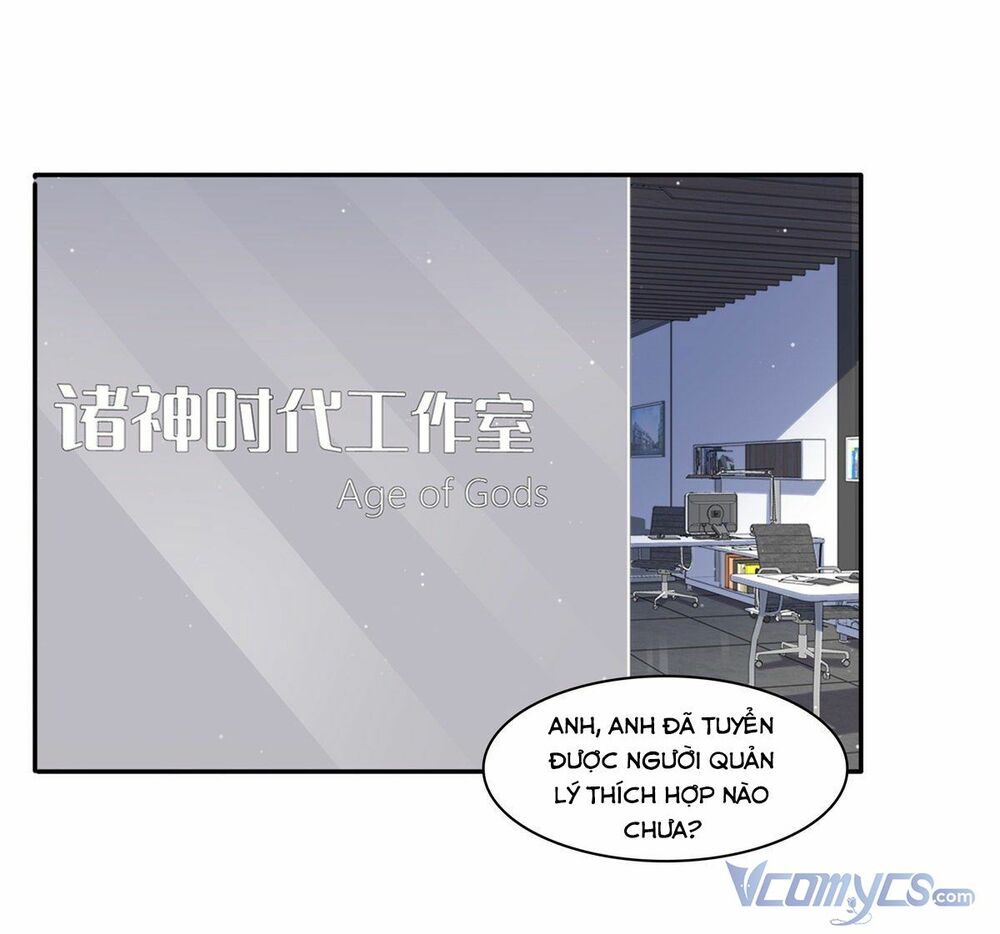 诸神时代工作室
Age of Gods
ANH, ANH ĐÃ TUYỂN
ĐƯỢC NGƯỜI QUẢN
LÝ THÍCH HỢP NÀO
CHƯA?
VCOMYCS.com